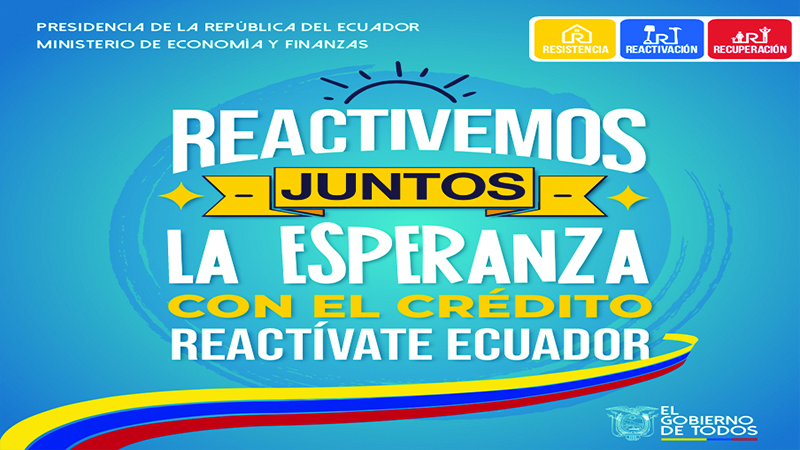 PRESIDENCIA DE LA REPÚBLICA DEL ECUADOR
MINISTERIO DE ECONOMÍA Y FINANZAS
RESISTENCIA
REACTIVACIÓN
RECUPERACIÓN
REACTIVEMOS
JUNTOS
LA ESPERANZA
CON EL CRÉDITO
REACTÍVATE ECUADOR
EL
GOBIERNO
DE TODOS